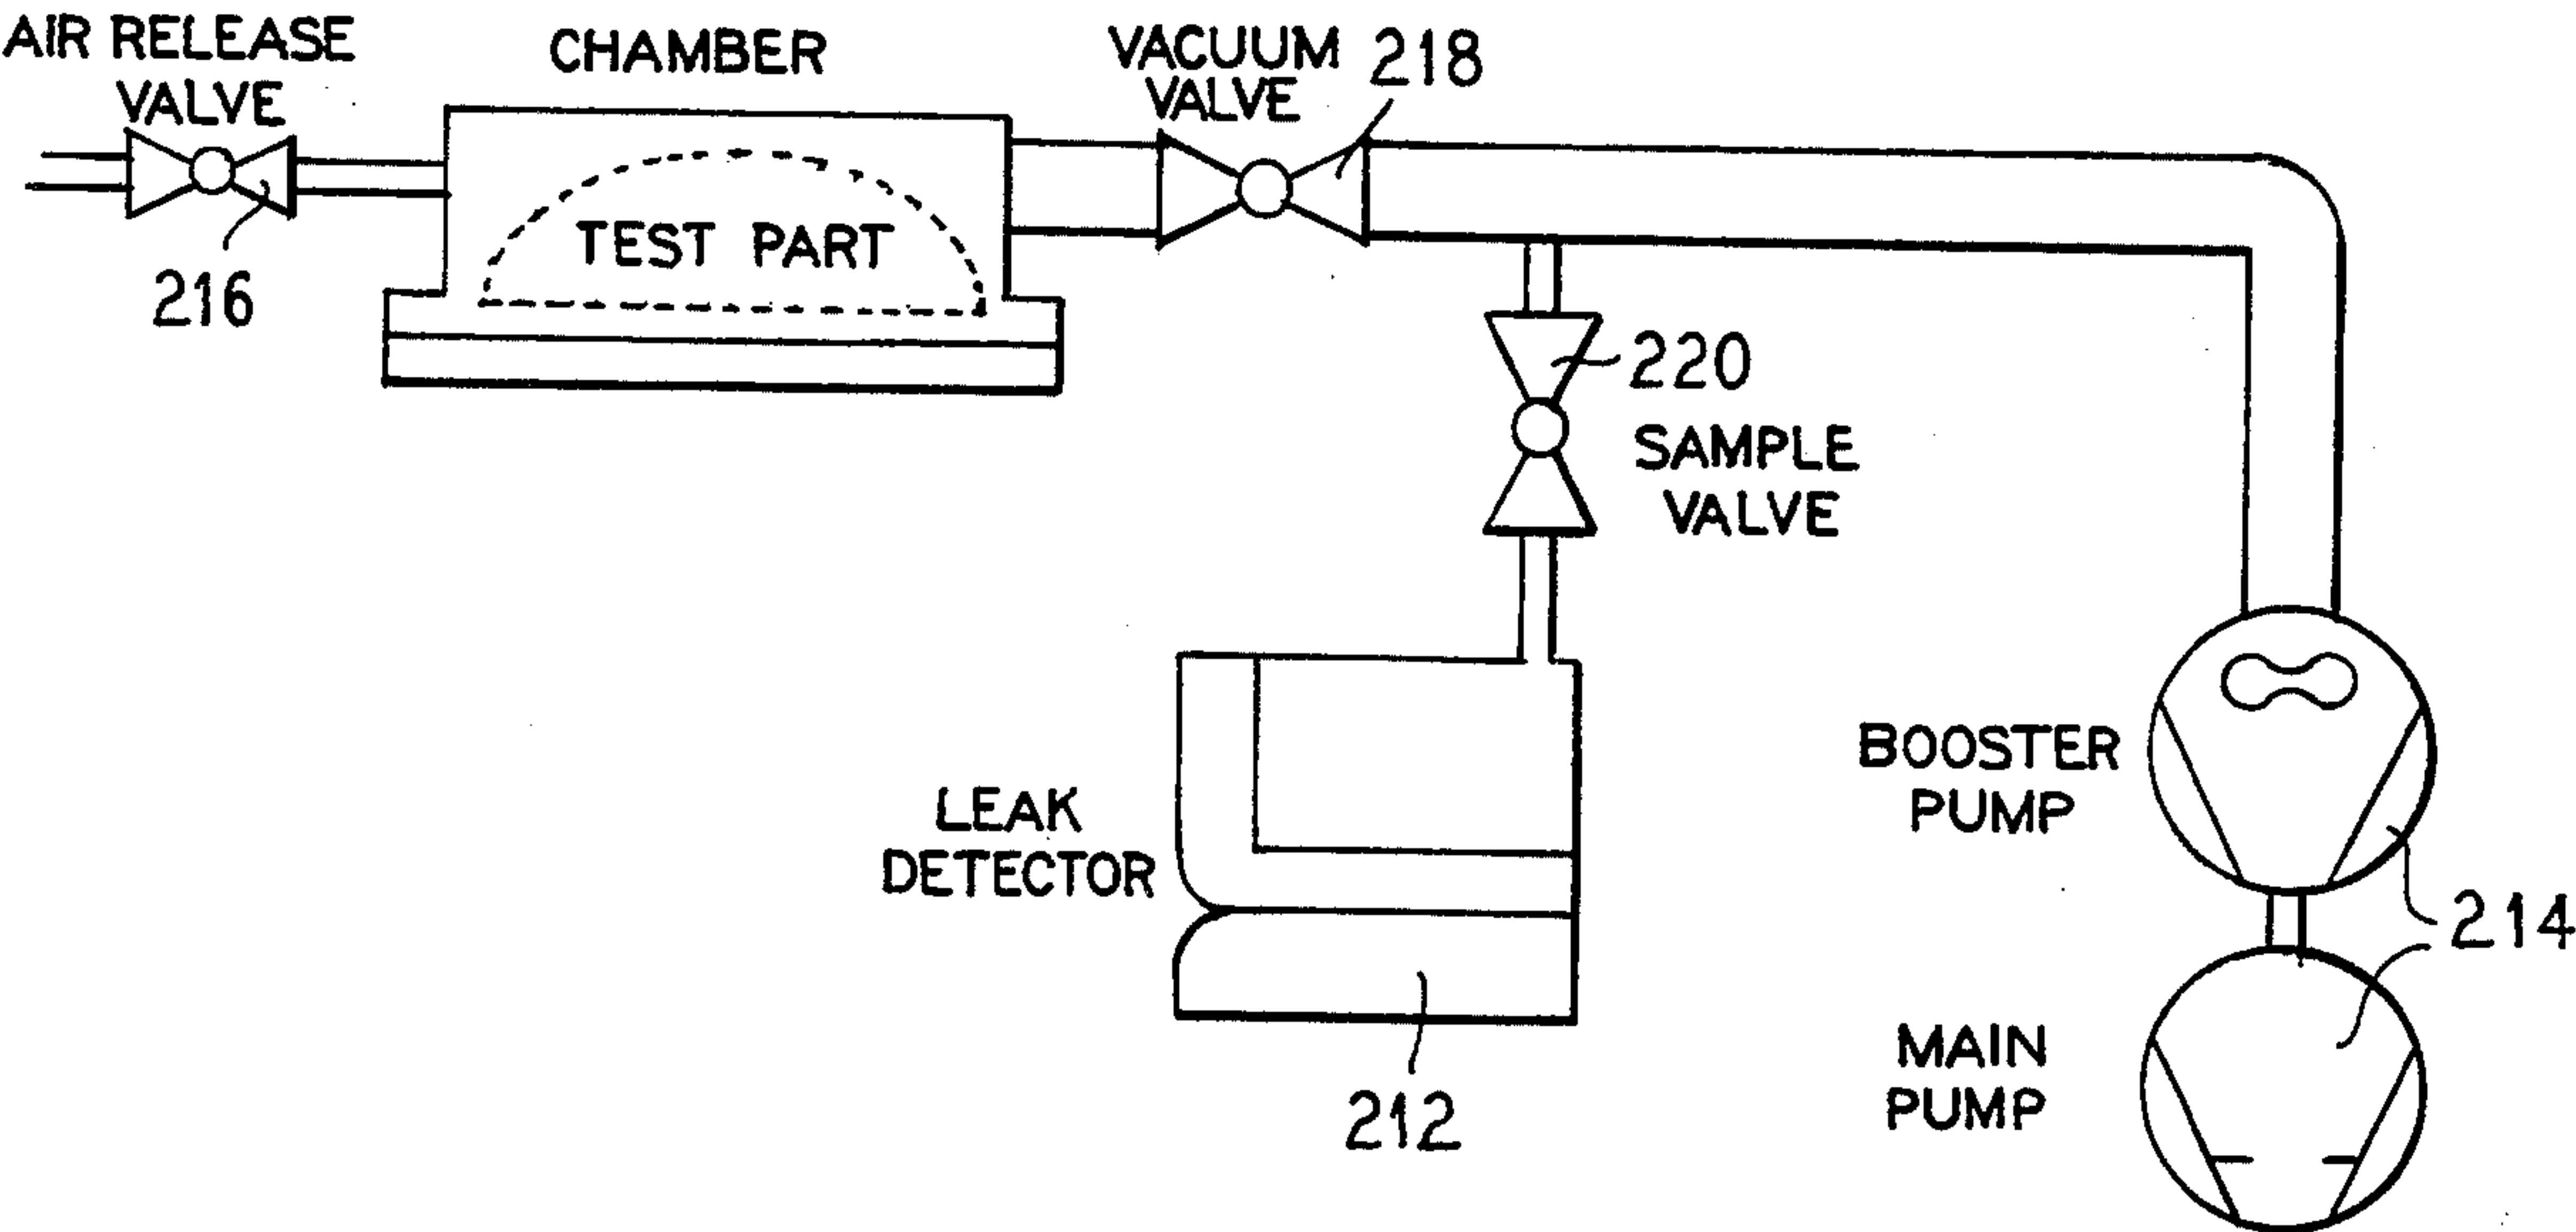 AIR RELEASE
VALVE
216
CHAMBER
TEST PART
VACUUM
VALVE
218
220
SAMPLE
VALVE
LEAK
DETECTOR
212
BOOSTER
PUMP
214
MAIN
PUMP